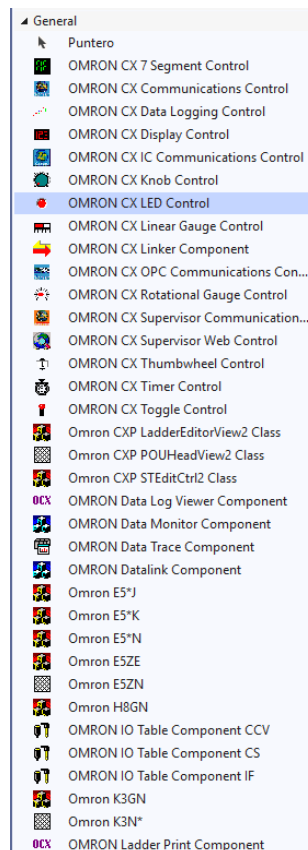 General
Puntero
OMRON CX 7 Segment Control
OMRON CX Communications Control
OMRON CX Data Logging Control
OMRON CX Display Control
OMRON CX IC Communications Control
OMRON CX Knob Control
OMRON CX LED Control
OMRON CX Linear Gauge Control
OMRON CX Linker Component
OMRON CX OPC Communications Con...
OMRON CX Rotational Gauge Control
OMRON CX Supervisor Communication...
OMRON CX Supervisor Web Control
OMRON CX Thumbwheel Control
OMRON CX Timer Control
OMRON CX Toggle Control
Omron CXP LadderEditorView2 Class
Omron CXP POUHeadView2 Class
Omron CXP STEditCtrl2 Class
OCX OMRON Data Log Viewer Component
OMRON Data Monitor Component
OMRON Data Trace Component
OMRON Datalink Component
Omron E5*J
Omron E5*K
Omron E5*N
Omron E5ZE
Omron E5ZN
Omron H8GN
OMRON IO Table Component CCV
OMRON IO Table Component CS
OMRON IO Table Component IF
Omron K3GN
Omron K3N*
OCX OMRON Ladder Print Component